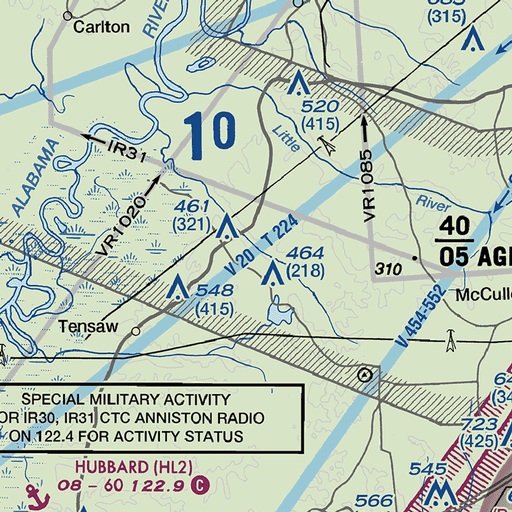 Carlton
RIVER
(315)
520
(415)
10
Little
IR31
ALABAMA
VR1085
VR1020
461
(321)
River
V 20
T 224
464
(218)
40
05
310
548
(415)
V 454-552
Tensaw
SPECIAL MILITARY ACTIVITY
OR IR30, IR31 CTC ANNISTON RADIO
ON 122.4 FOR ACTIVITY STATUS
723
(425)
HUBBARD (HL2)
08 - 60 122.9 C
545
566